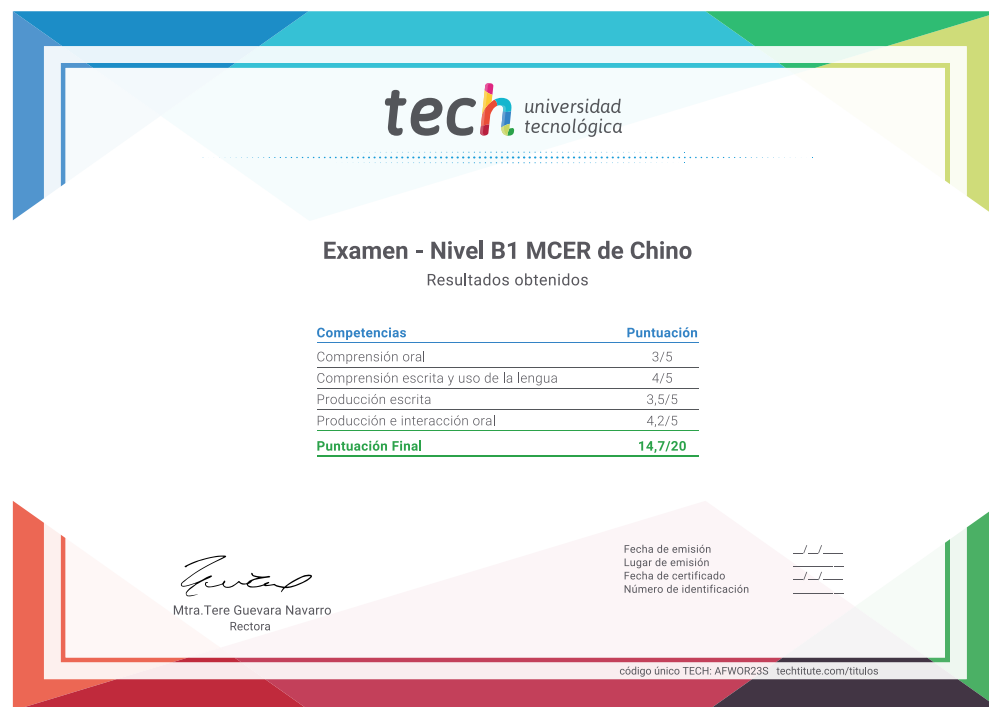 tech universidad
tecnológica
Examen - Nivel B1 MCER de Chino
Resultados obtenidos
Competencias Puntuación
Comprensión oral 3/5
Comprensión escrita y uso de la lengua 4/5
Producción escrita 3,5/5
Producción e interacción oral 4,2/5
Puntuación Final 14,7/20
Mtra.Tere Guevara Navarro
Rectora
Fecha de emisión __/__/____
Lugar de emisión ________
Fecha de certificado __/__/____
Número de identificación ________
código único TECH: AFWOR23S techtitute.com/titulos